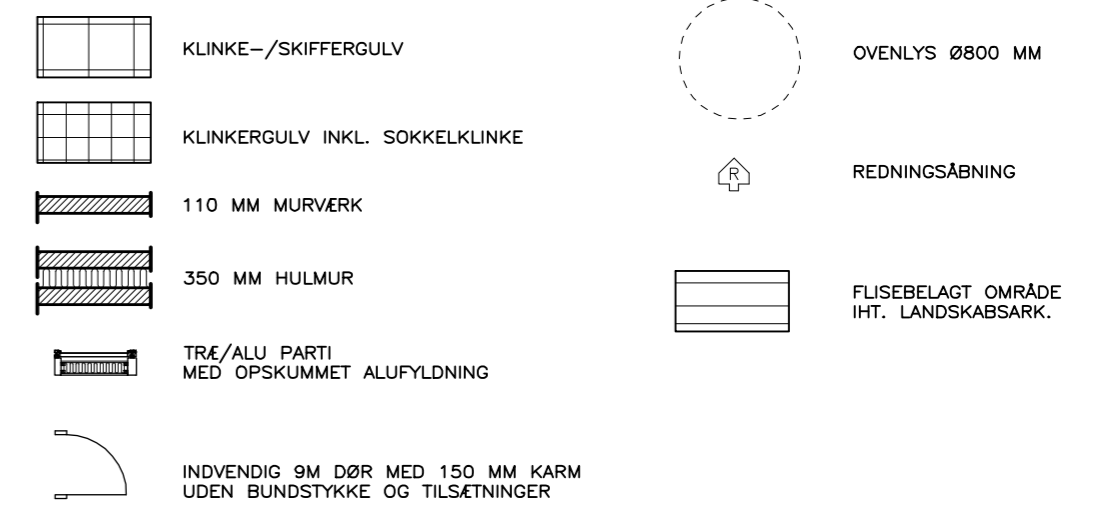 KLINKE-/SKIFFERGULV
KLINKERGULV INKL. SOKKELKLINKE
110 MM MURVÆRK
350 MM HULMUR
TRÆ/ALU PARTI
MED OPSKUMMET ALUFYLDNING
INDVENDIG 9M DØR MED 150 MM KARM
UDEN BUNDSTYKKE OG TILSÆTNINGER
OVENLYS Ø800 MM
R
REDNINGSÅBNING
FLISEBELAGT OMRÅDE
IHT. LANDSKABSARK.